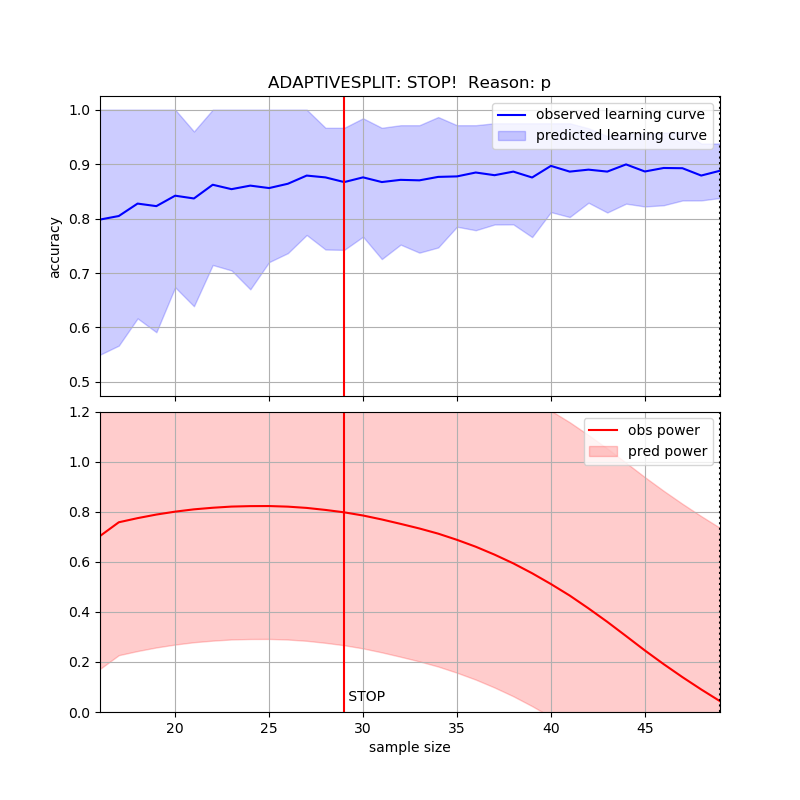 ADAPTIVESPLIT: STOP!  Reason: p
1.0
0.9
0.8
0.7
0.6
0.5
accuracy
observed learning curve
predicted learning curve
1.2
1.0
0.8
0.6
0.4
0.2
0.0
obs power
pred power
STOP
20
25
30
35
40
45
sample size